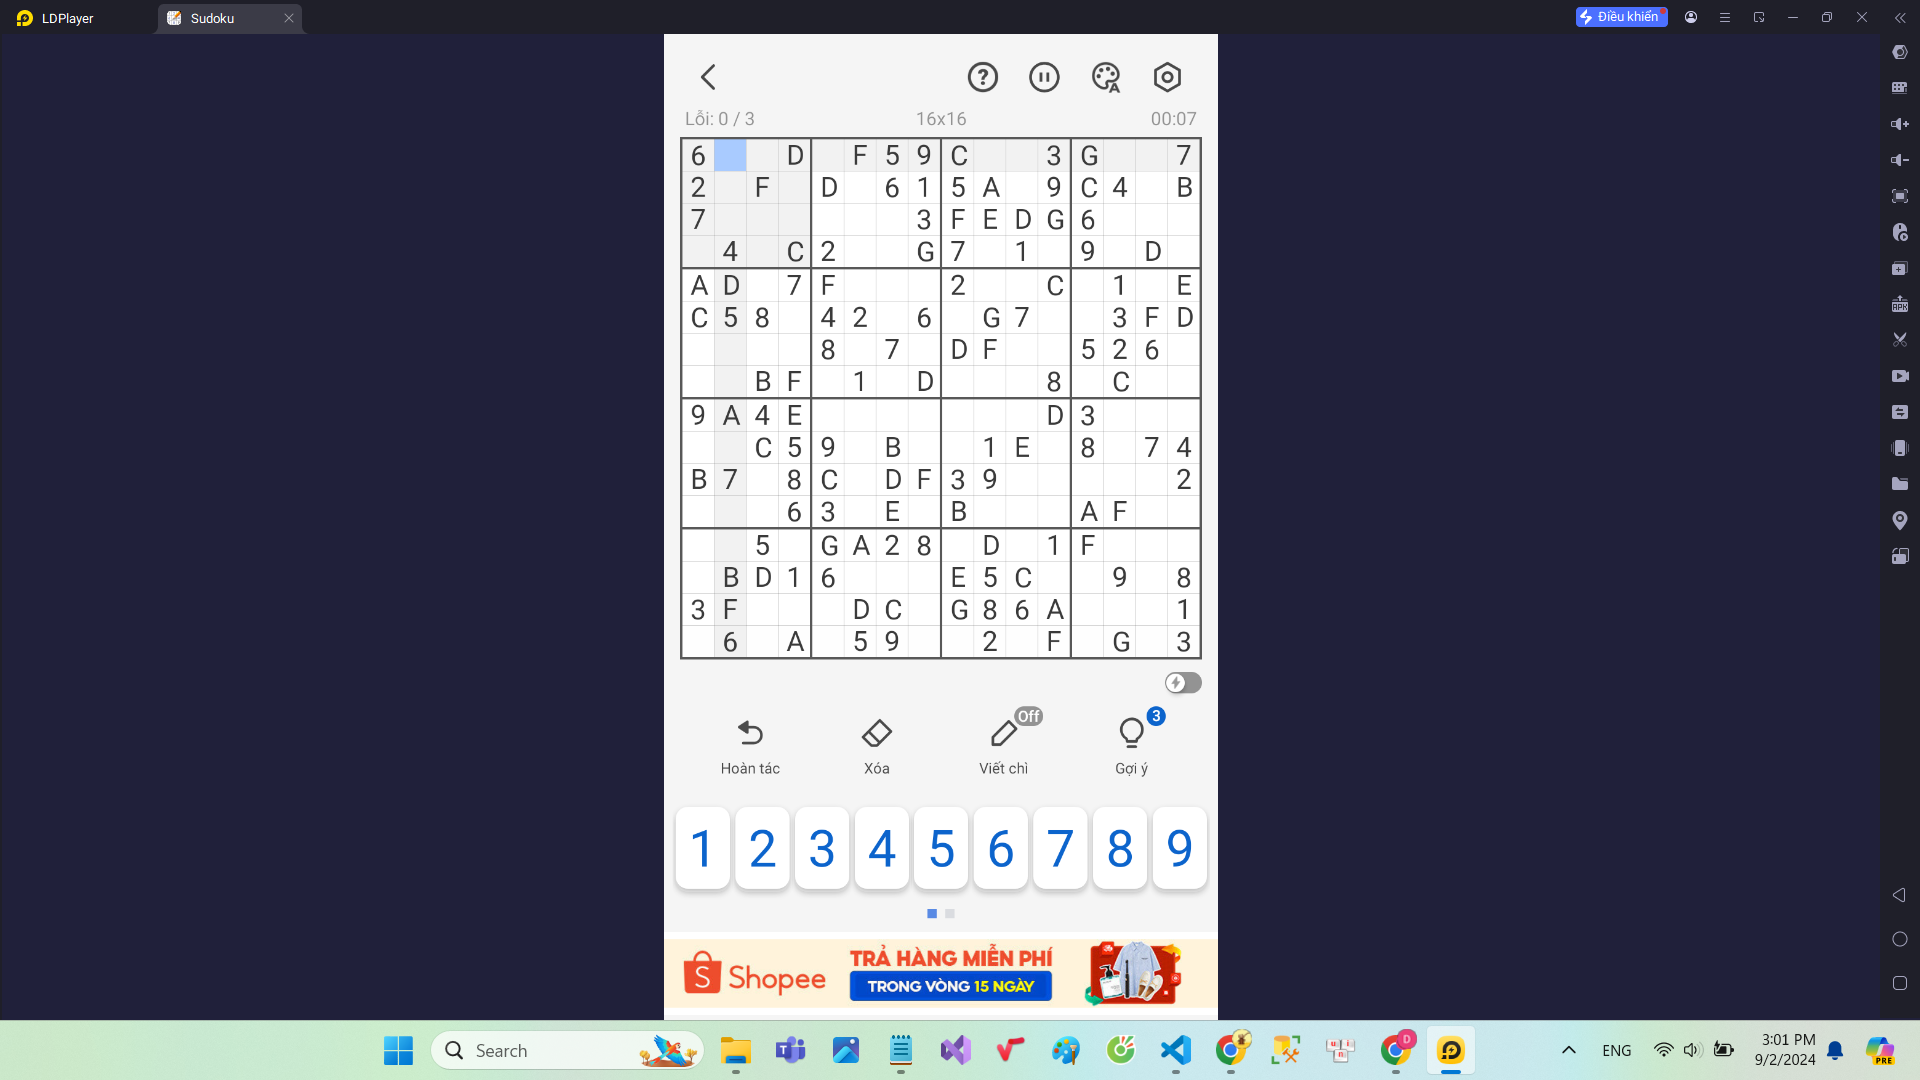 LDPlayer Sudoku Điều khiển
Lỗi: 0 / 3 16x16 00:07
6 D F 5 9 C 3 G 7
2 F D 6 1 5 A 9 C 4 B
7 3 F E D G 6
4 C 2 G 7 1 9 D
A D 7 F 2 C 1 E
C 5 8 4 2 6 G 7 3 F D
8 7 D F 5 2 6
B F 1 D 8 C
9 A 4 E D 3
C 5 9 B 1 E 8 7 4
B 7 8 C D F 3 9 2
6 3 E B A F
5 G A 2 8 D 1 F
B D 1 6 E 5 C 9 8
3 F D C G 8 6 A 1
6 A 5 9 2 F G 3
Off 3
Hoàn tác Xóa Viết chì Gợi ý
1 2 3 4 5 6 7 8 9
S Shopee
TRẢ HÀNG MIỄN PHÍ
TRONG VÒNG 15 NGÀY
Search
D
ENG
3:01 PM
9/2/2024
PRE